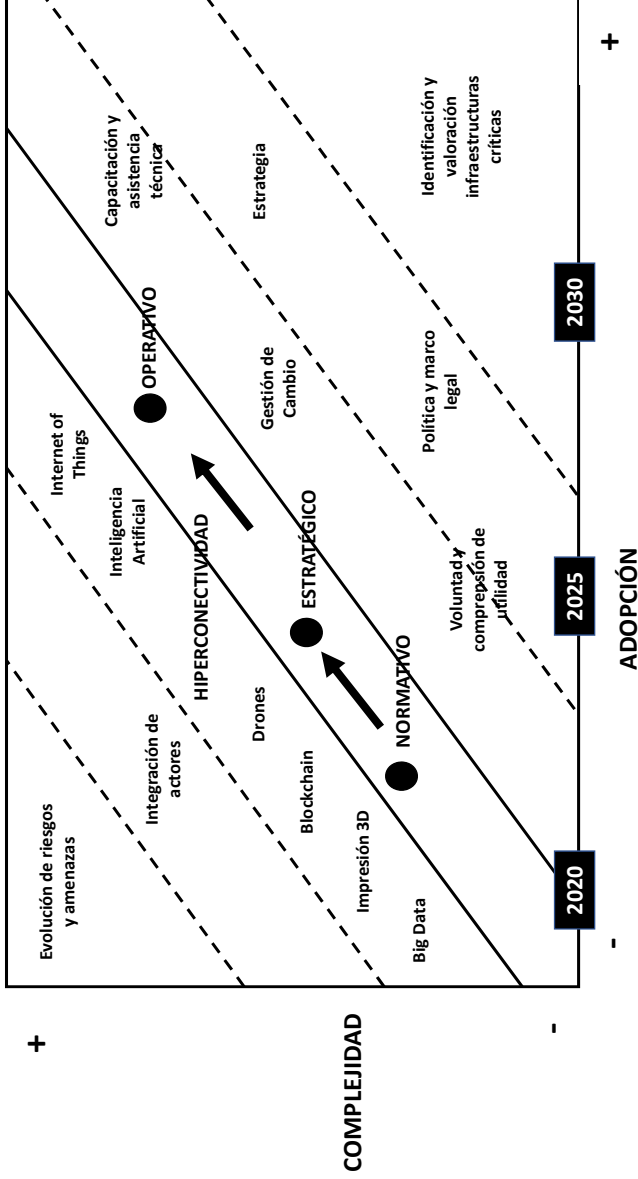 +
COMPLEJIDAD
-
Evolución de riesgos
y amenazas
Integración de
actores
Internet of
Things
Inteligencia
Artificial
HIPERCONECTIVIDAD
Drones
Blockchain
Impresión 3D
Big Data
OPERATIVO
ESTRATÉGICO
NORMATIVO
Capacitación y
asistencia
técnica
Estrategia
Gestión de
Cambio
Identificación y
valoración
infraestructuras
críticas
Política y marco
legal
Voluntad y
comprensión de
utilidad
2020
2025
2030
-
ADOPCIÓN
+